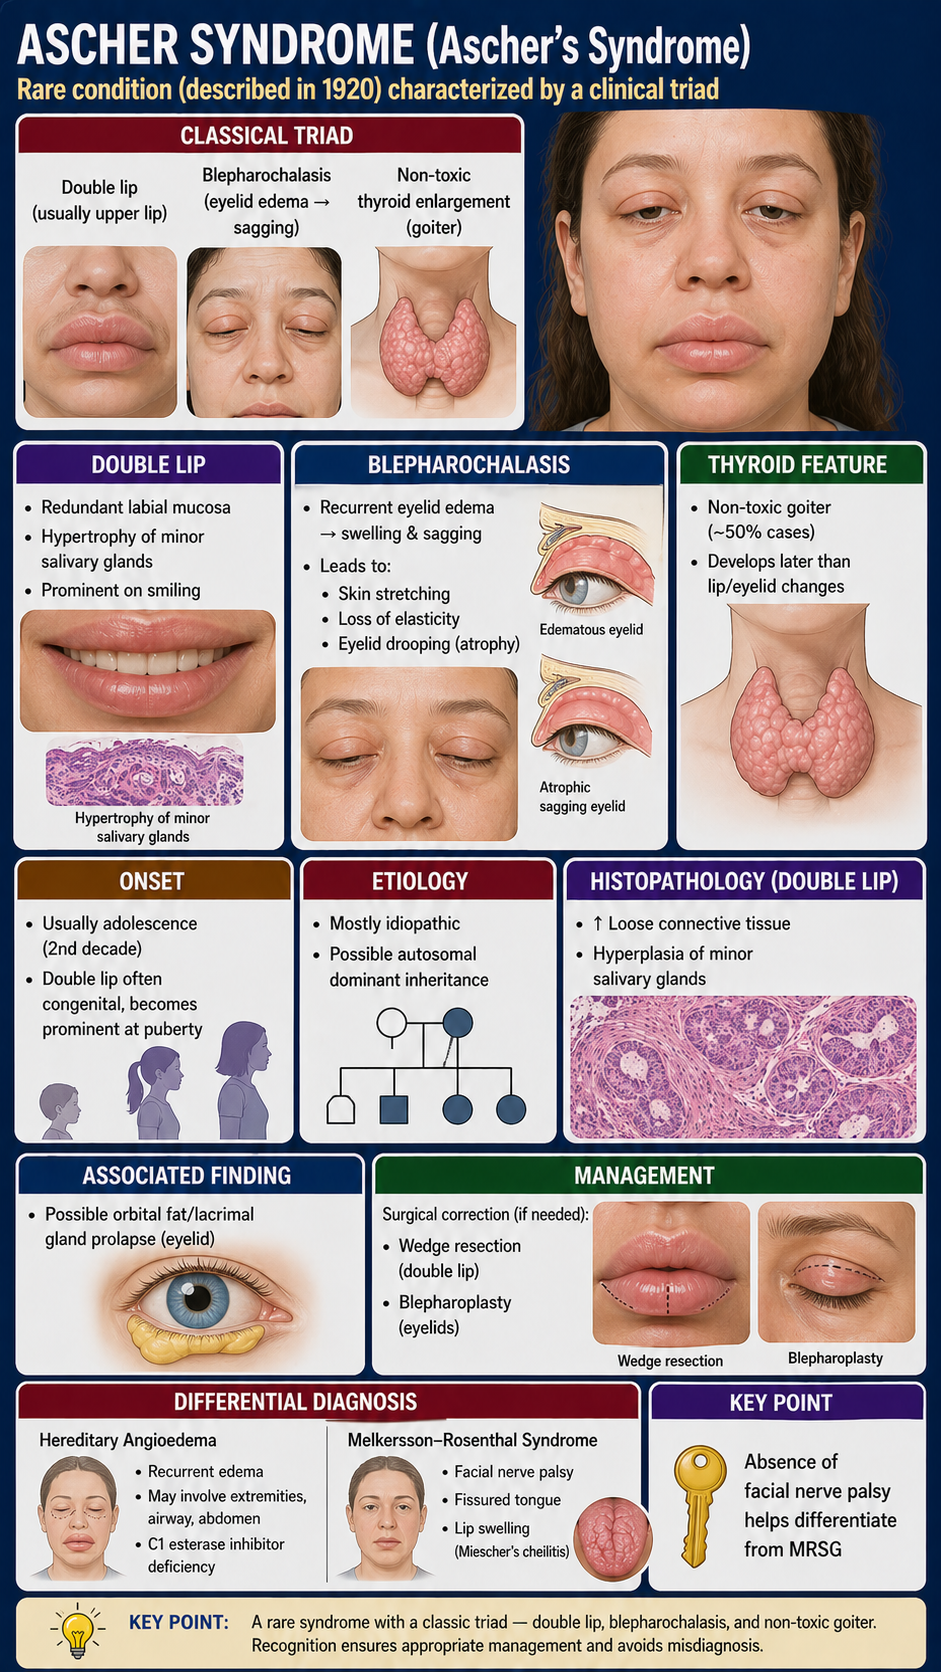 ASCHER SYNDROME (Ascher's Syndrome)
Rare condition (described in 1920) characterized by a clinical triad
CLASSICAL TRIAD
Double lip
(usually upper lip)
Blepharochalasis
(eyelid edema →
sagging)
Non-toxic
thyroid enlargement
(goiter)
DOUBLE LIP
• Redundant labial mucosa
• Hypertrophy of minor
salivary glands
• Prominent on smiling
Hypertrophy of minor
salivary glands
BLEPHAROCHALASIS
• Recurrent eyelid edema
→ swelling & sagging
• Leads to:
• Skin stretching
• Loss of elasticity
• Eyelid drooping (atrophy)
Edematous eyelid
Atrophic
sagging eyelid
THYROID FEATURE
• Non-toxic goiter
(~50% cases)
• Develops later than
lip/eyelid changes
ONSET
• Usually adolescence
(2nd decade)
• Double lip often
congenital, becomes
prominent at puberty
ETIOLOGY
• Mostly idiopathic
• Possible autosomal
dominant inheritance
HISTOPATHOLOGY (DOUBLE LIP)
• ↑ Loose connective tissue
• Hyperplasia of minor
salivary glands
ASSOCIATED FINDING
• Possible orbital fat/lacrimal
gland prolapse (eyelid)
MANAGEMENT
Surgical correction (if needed):
• Wedge resection
(double lip)
• Blepharoplasty
(eyelids)
Wedge resection
Blepharoplasty
DIFFERENTIAL DIAGNOSIS
Hereditary Angioedema
• Recurrent edema
• May involve extremities,
airway, abdomen
• C1 esterase inhibitor
deficiency
Melkersson–Rosenthal Syndrome
• Facial nerve palsy
• Fissured tongue
• Lip swelling
(Miescher's cheilitis)
KEY POINT
Absence of
facial nerve palsy
helps differentiate
from MRSG
KEY POINT: A rare syndrome with a classic triad — double lip, blepharochalasis, and non-toxic goiter.
Recognition ensures appropriate management and avoids misdiagnosis.